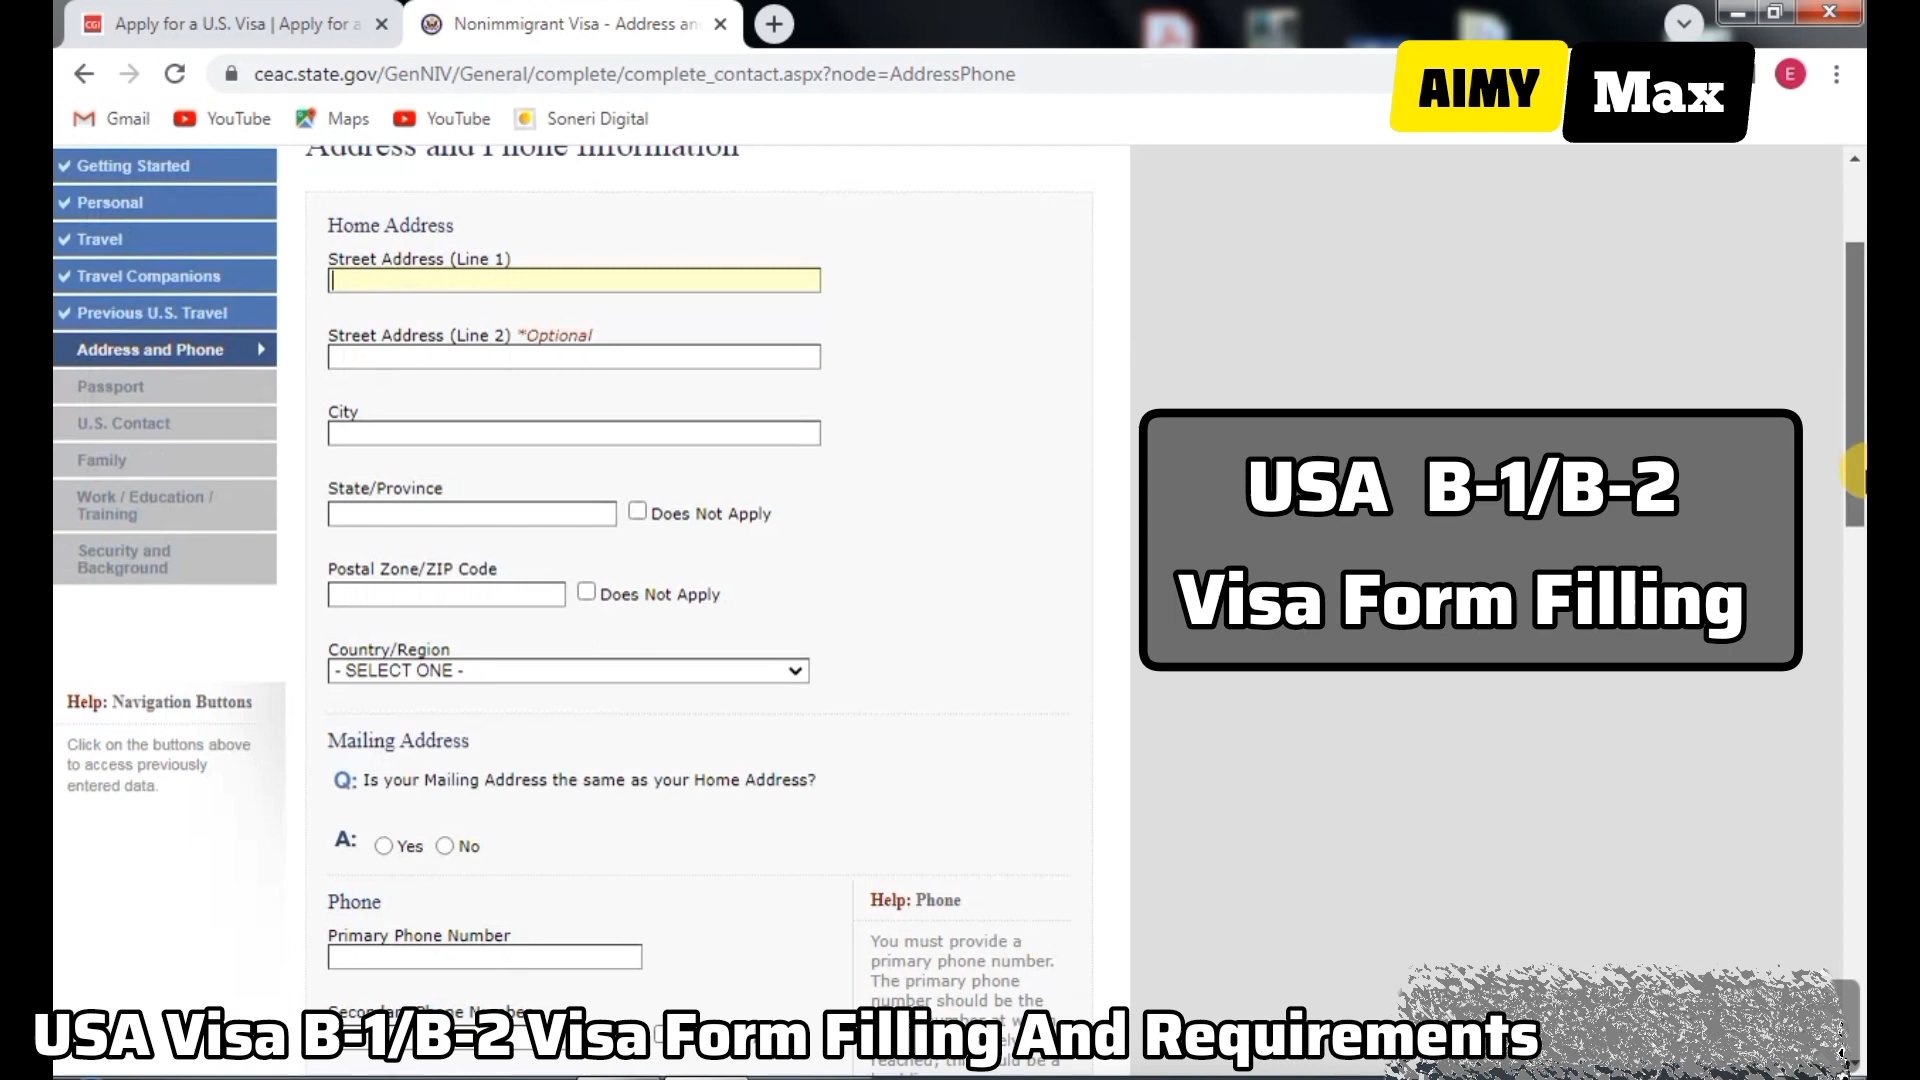 Apply for a U.S. Visa | Apply for a
Nonimmigrant Visa - Address an
ceac.state.gov/GenNIV/General/complete/complete_contact.aspx?node=AddressPhone
E
AIMY Max
Gmail YouTube Maps YouTube Soneri Digital
Address and Phone Information
Getting Started
Personal
Travel
Travel Companions
Previous U.S. Travel
Address and Phone
Passport
U.S. Contact
Family
Work / Education /
Training
Security and
Background
Help: Navigation Buttons
Click on the buttons above
to access previously
entered data.
Home Address
Street Address (Line 1)
Street Address (Line 2) *Optional
City
State/Province
Does Not Apply
Postal Zone/ZIP Code
Does Not Apply
Country/Region
- SELECT ONE -
Mailing Address
Q: Is your Mailing Address the same as your Home Address?
A: Yes No
Phone
Primary Phone Number
Help: Phone
You must provide a
primary phone number.
The primary phone
number should be the
USA B-1/B-2
Visa Form Filling
USA Visa B-1/B-2 Visa Form Filling And Requirements